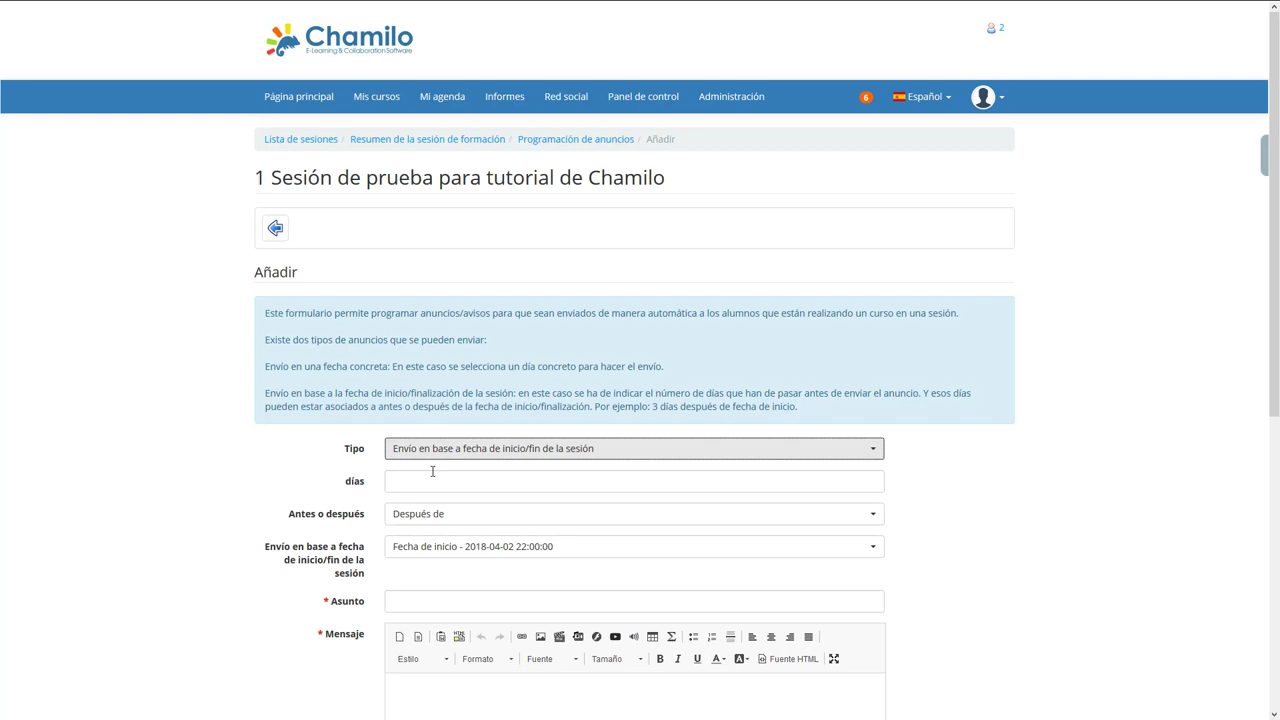 Chamilo
E-Learning & Collaboration Software
2
Página principal Mis cursos Mi agenda Informes Red social Panel de control Administración 6 Español
Lista de sesiones / Resumen de la sesión de formación / Programación de anuncios / Añadir
1 Sesión de prueba para tutorial de Chamilo
Añadir
Este formulario permite programar anuncios/avisos para que sean enviados de manera automática a los alumnos que están realizando un curso en una sesión.
Existe dos tipos de anuncios que se pueden enviar:
Envío en una fecha concreta: En este caso se selecciona un día concreto para hacer el envío.
Envío en base a la fecha de inicio/finalización de la sesión: en este caso se ha de indicar el número de días que han de pasar antes de enviar el anuncio. Y esos días
pueden estar asociados a antes o después de la fecha de inicio/finalización. Por ejemplo: 3 días después de fecha de inicio.
Tipo Envío en base a fecha de inicio/fin de la sesión
días
Antes o después Después de
Envío en base a fecha Fecha de inicio - 2018-04-02 22:00:00
de inicio/fin de la
sesión
* Asunto
* Mensaje
Estilo Formato Fuente Tamaño B I U A A Fuente HTML